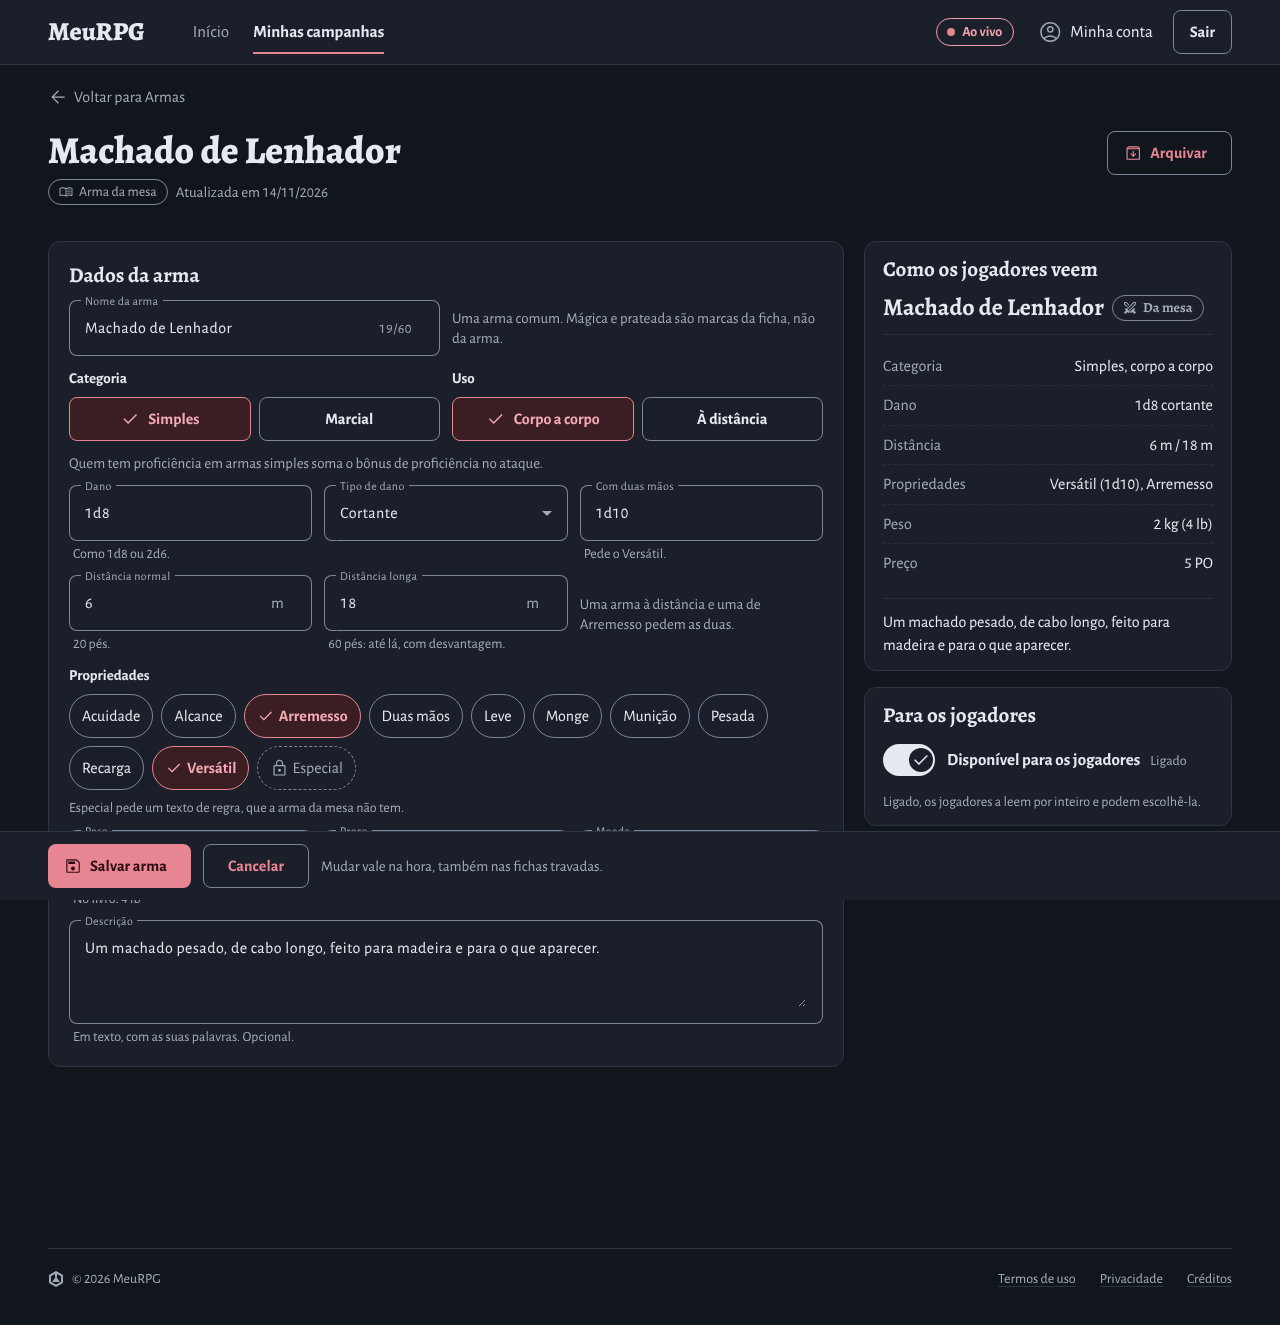 MeuRPG
Início
Minhas campanhas
Ao vivo
Minha conta
Sair
Voltar para Armas
Machado de Lenhador
Arquivar
Arma da mesa
Atualizada em 14/11/2026
Dados da arma
Nome da arma
Machado de Lenhador
19/60
Uma arma comum. Mágica e prateada são marcas da ficha, não
da arma.
Categoria
Uso
Simples
Marcial
Corpo a corpo
À distância
Quem tem proficiência em armas simples soma o bônus de proficiência no ataque.
Dano
1d8
Como 1d8 ou 2d6.
Tipo de dano
Cortante
Com duas mãos
1d10
Pede o Versátil.
Distância normal
6
m
20 pés.
Distância longa
18
m
60 pés: até lá, com desvantagem.
Uma arma à distância e uma de
Arremesso pedem as duas.
Propriedades
Acuidade
Alcance
Arremesso
Duas mãos
Leve
Monge
Munição
Pesada
Recarga
Versátil
Especial
Especial pede um texto de regra, que a arma da mesa não tem.
Salvar arma
Cancelar
Mudar vale na hora, também nas fichas travadas.
Descrição
Um machado pesado, de cabo longo, feito para madeira e para o que aparecer.
Em texto, com as suas palavras. Opcional.
Como os jogadores veem
Machado de Lenhador
Da mesa
Categoria
Simples, corpo a corpo
Dano
1d8 cortante
Distância
6 m / 18 m
Propriedades
Versátil (1d10), Arremesso
Peso
2 kg (4 lb)
Preço
5 PO
Um machado pesado, de cabo longo, feito para
madeira e para o que aparecer.
Para os jogadores
Disponível para os jogadores
Ligado
Ligado, os jogadores a leem por inteiro e podem escolhê-la.
© 2026 MeuRPG
Termos de uso
Privacidade
Créditos